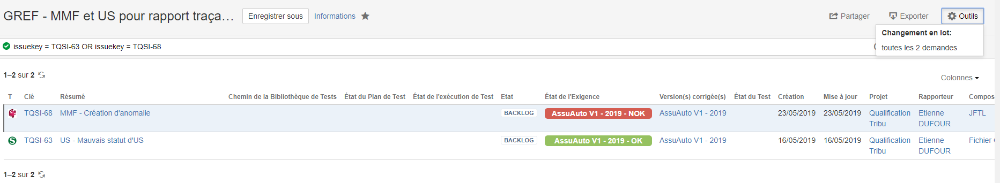 GREF - MMF et US pour rapport traça… Enregistrer sous Informations Partager Exporter Outils
Changement en lot:
toutes les 2 demandes
issuekey = TQSI-63 OR issuekey = TQSI-68
1–2 sur 2
Colonnes
T Clé Résumé Chemin de la Bibliothèque de Tests État du Plan de Test État de l'exécution de Test Etat État de l'Exigence Version(s) corrigée(s) État du Test Création Mise à jour Projet Rapporteur Compos
TQSI-68 MMF - Création d'anomalie BACKLOG AssuAuto V1 - 2019 - NOK AssuAuto V1 - 2019 23/05/2019 23/05/2019 Qualification Etienne JFTL
Tribu DUFOUR
TQSI-63 US - Mauvais statut d'US BACKLOG AssuAuto V1 - 2019 - OK AssuAuto V1 - 2019 16/05/2019 16/05/2019 Qualification Etienne Fichier
Tribu DUFOUR
1–2 sur 2